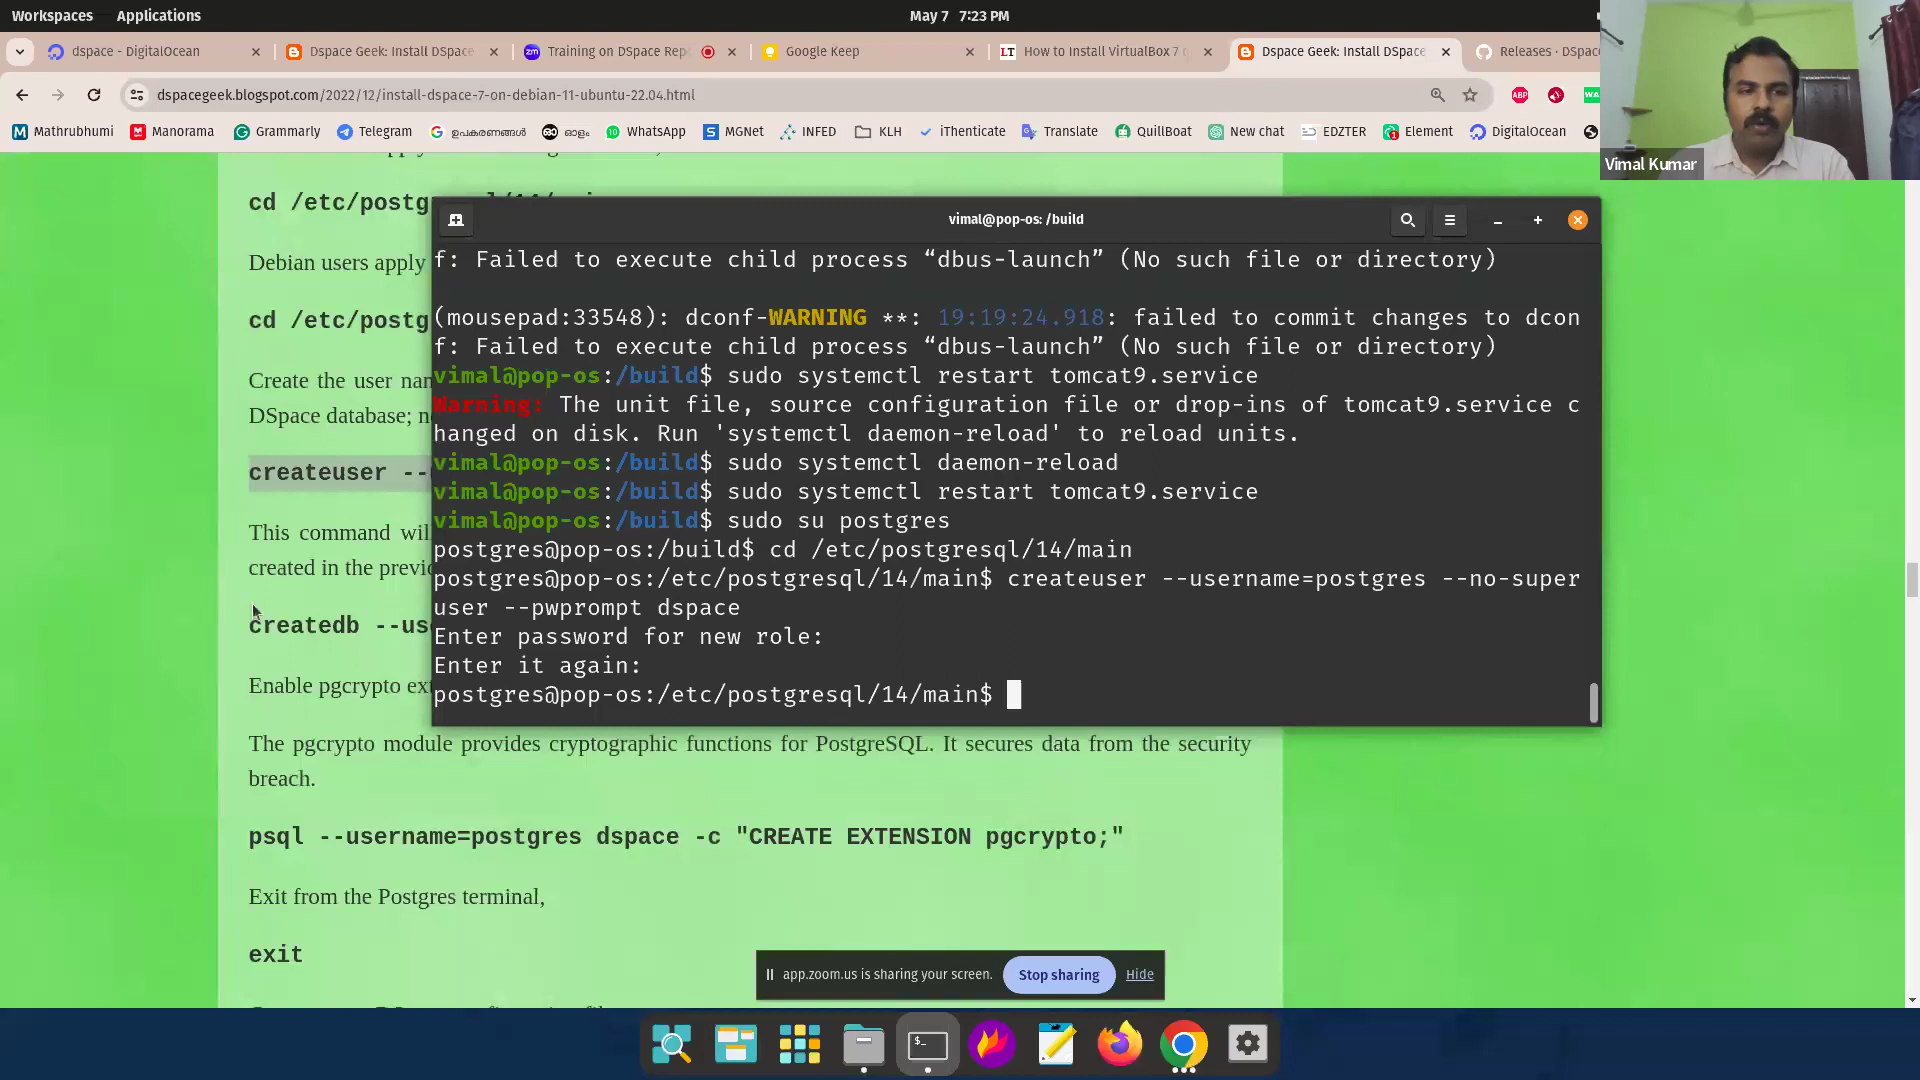 Workspaces Applications May 7 7:23 PM
dspace - DigitalOcean Dspace Geek: Install DSpace zm Training on DSpace Rep Google Keep LT How to Install VirtualBox 7 Dspace Geek: Install DSpace Releases · DSpac
dspacegeek.blogspot.com/2022/12/install-dspace-7-on-debian-11-ubuntu-22.04.html ABP
Mathrubhumi Manorama Grammarly Telegram ഉപകരണങ്ങൾ ഓളം WhatsApp MGNet INFED KLH iThenticate Translate QuillBoat New chat EDZTER Element DigitalOcean
Vimal Kumar
cd /etc/postg
Debian users apply
cd /etc/postg
Create the user nam
DSpace database; n
createuser --
This command wil
created in the previo
createdb --us
Enable pgcrypto ext
vimal@pop-os: /build
f: Failed to execute child process “dbus-launch” (No such file or directory)
(mousepad:33548): dconf-WARNING **: 19:19:24.918: failed to commit changes to dcon
f: Failed to execute child process “dbus-launch” (No such file or directory)
vimal@pop-os:/build$ sudo systemctl restart tomcat9.service
Warning: The unit file, source configuration file or drop-ins of tomcat9.service c
hanged on disk. Run 'systemctl daemon-reload' to reload units.
vimal@pop-os:/build$ sudo systemctl daemon-reload
vimal@pop-os:/build$ sudo systemctl restart tomcat9.service
vimal@pop-os:/build$ sudo su postgres
postgres@pop-os:/build$ cd /etc/postgresql/14/main
postgres@pop-os:/etc/postgresql/14/main$ createuser --username=postgres --no-super
user --pwprompt dspace
Enter password for new role:
Enter it again:
postgres@pop-os:/etc/postgresql/14/main$
The pgcrypto module provides cryptographic functions for PostgreSQL. It secures data from the security
breach.
psql --username=postgres dspace -c "CREATE EXTENSION pgcrypto;"
Exit from the Postgres terminal,
exit
app.zoom.us is sharing your screen. Stop sharing Hide